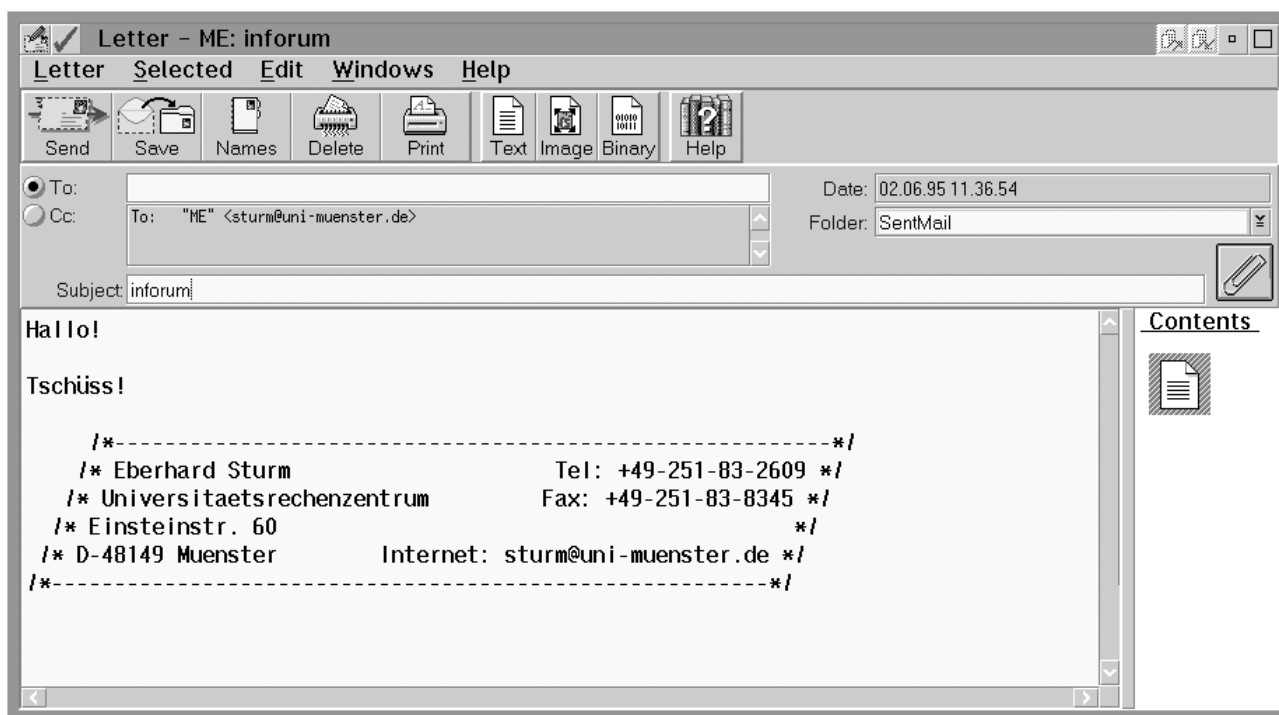 Letter – ME: inforum
Letter Selected Edit Windows Help
Send Save Names Delete Print Text Image Binary Help
To: Date: 02.06.95 11.36.54
Cc: To: "ME" <sturm@uni-muenster.de> Folder: SentMail
Subject: inforum
Hallo!
Contents
Tschüss!
/*---------------------------------------------------------*/
/* Eberhard Sturm Tel: +49-251-83-2609 */
/* Universitaetsrechenzentrum Fax: +49-251-83-8345 */
/* Einsteinstr. 60 */
/* D-48149 Muenster Internet: sturm@uni-muenster.de */
/*---------------------------------------------------------*/